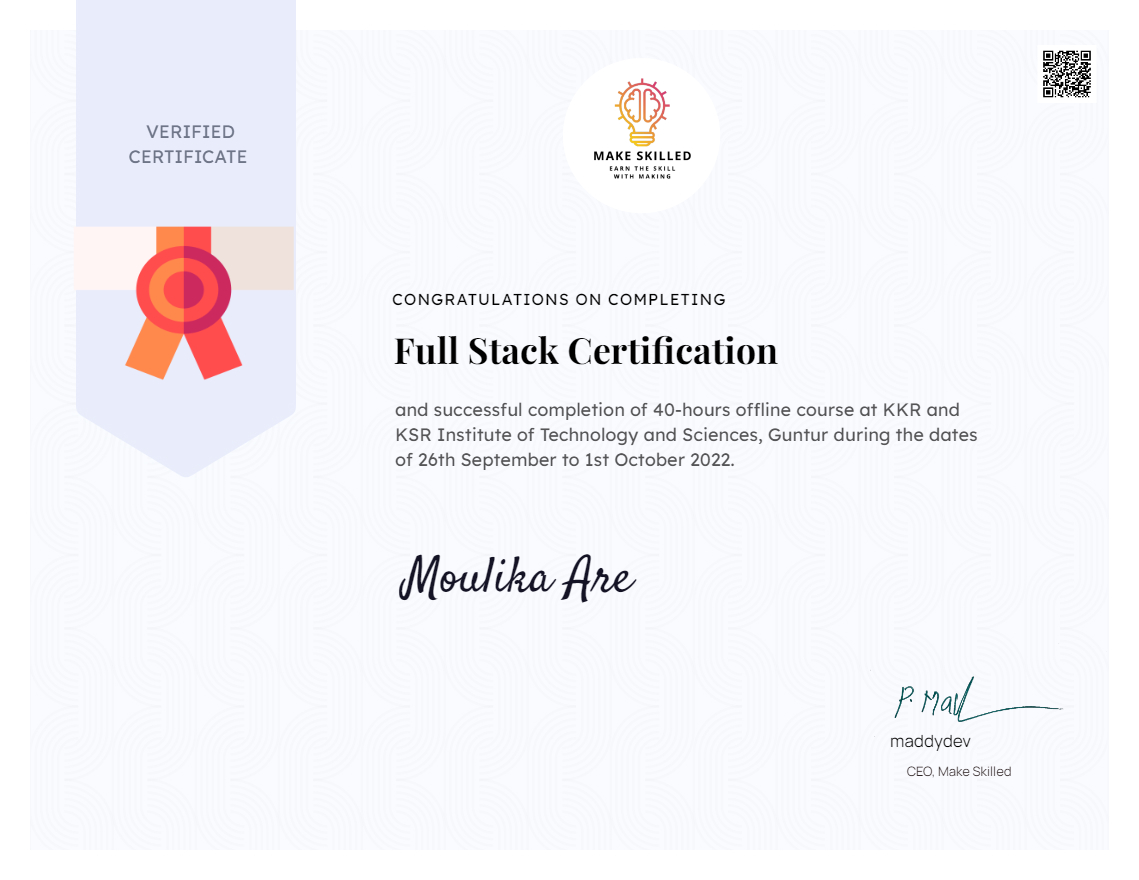 VERIFIED
CERTIFICATE
MAKE SKILLED
EARN THE SKILL
WITH MAKING
CONGRATULATIONS ON COMPLETING
Full Stack Certification
and successful completion of 40-hours offline course at KKR and
KSR Institute of Technology and Sciences, Guntur during the dates
of 26th September to 1st October 2022.
Moulika Are
maddydev
CEO, Make Skilled